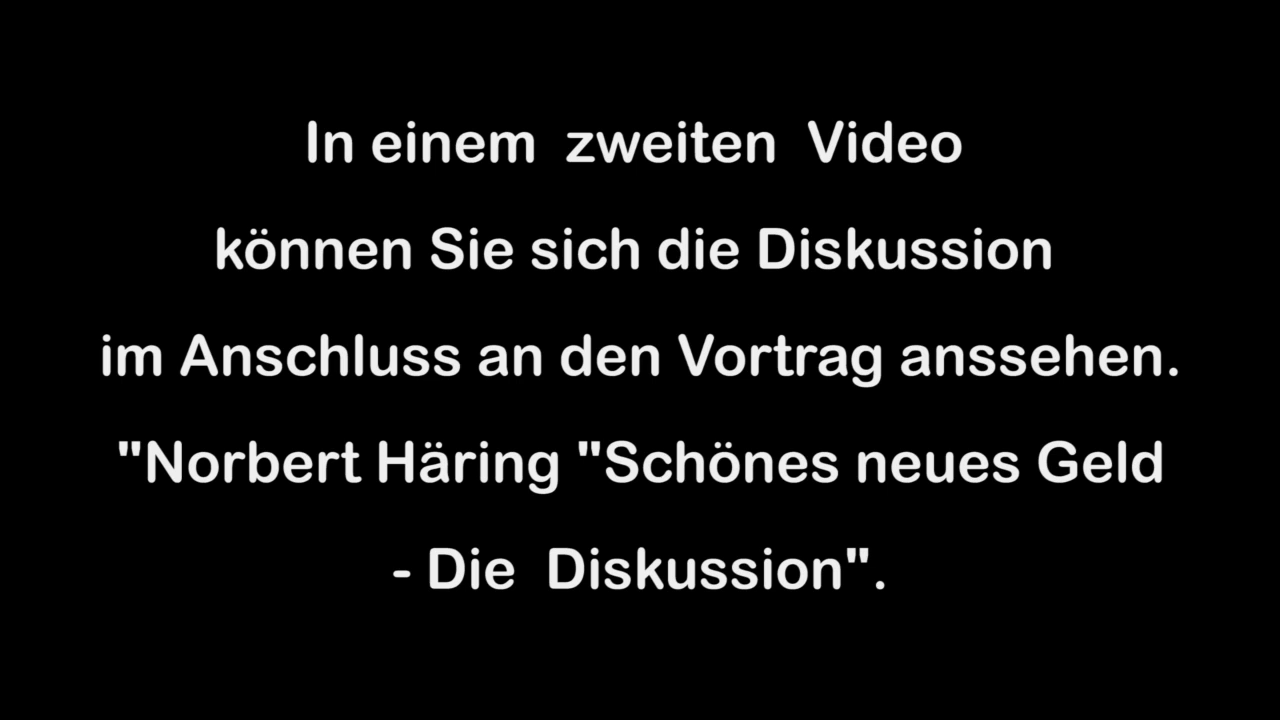 In einem zweiten Video
können Sie sich die Diskussion
im Anschluss an den Vortrag anssehen.
"Norbert Häring "Schönes neues Geld
- Die Diskussion".